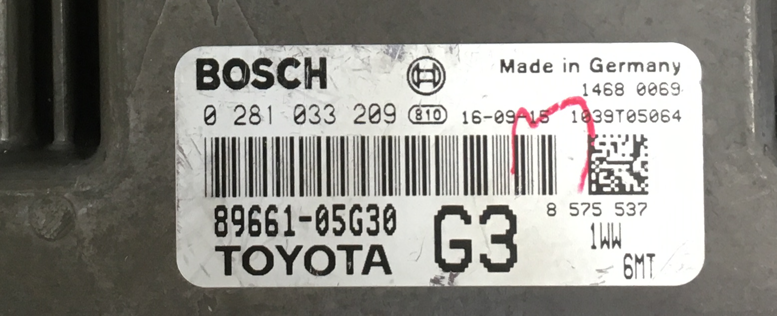 BOSCH
Made in Germany
1468 0069
0 281 033 209 810 16-09-15 1039T05064
8 575 537
89661-05G30 G3 1WW
TOYOTA 6MT